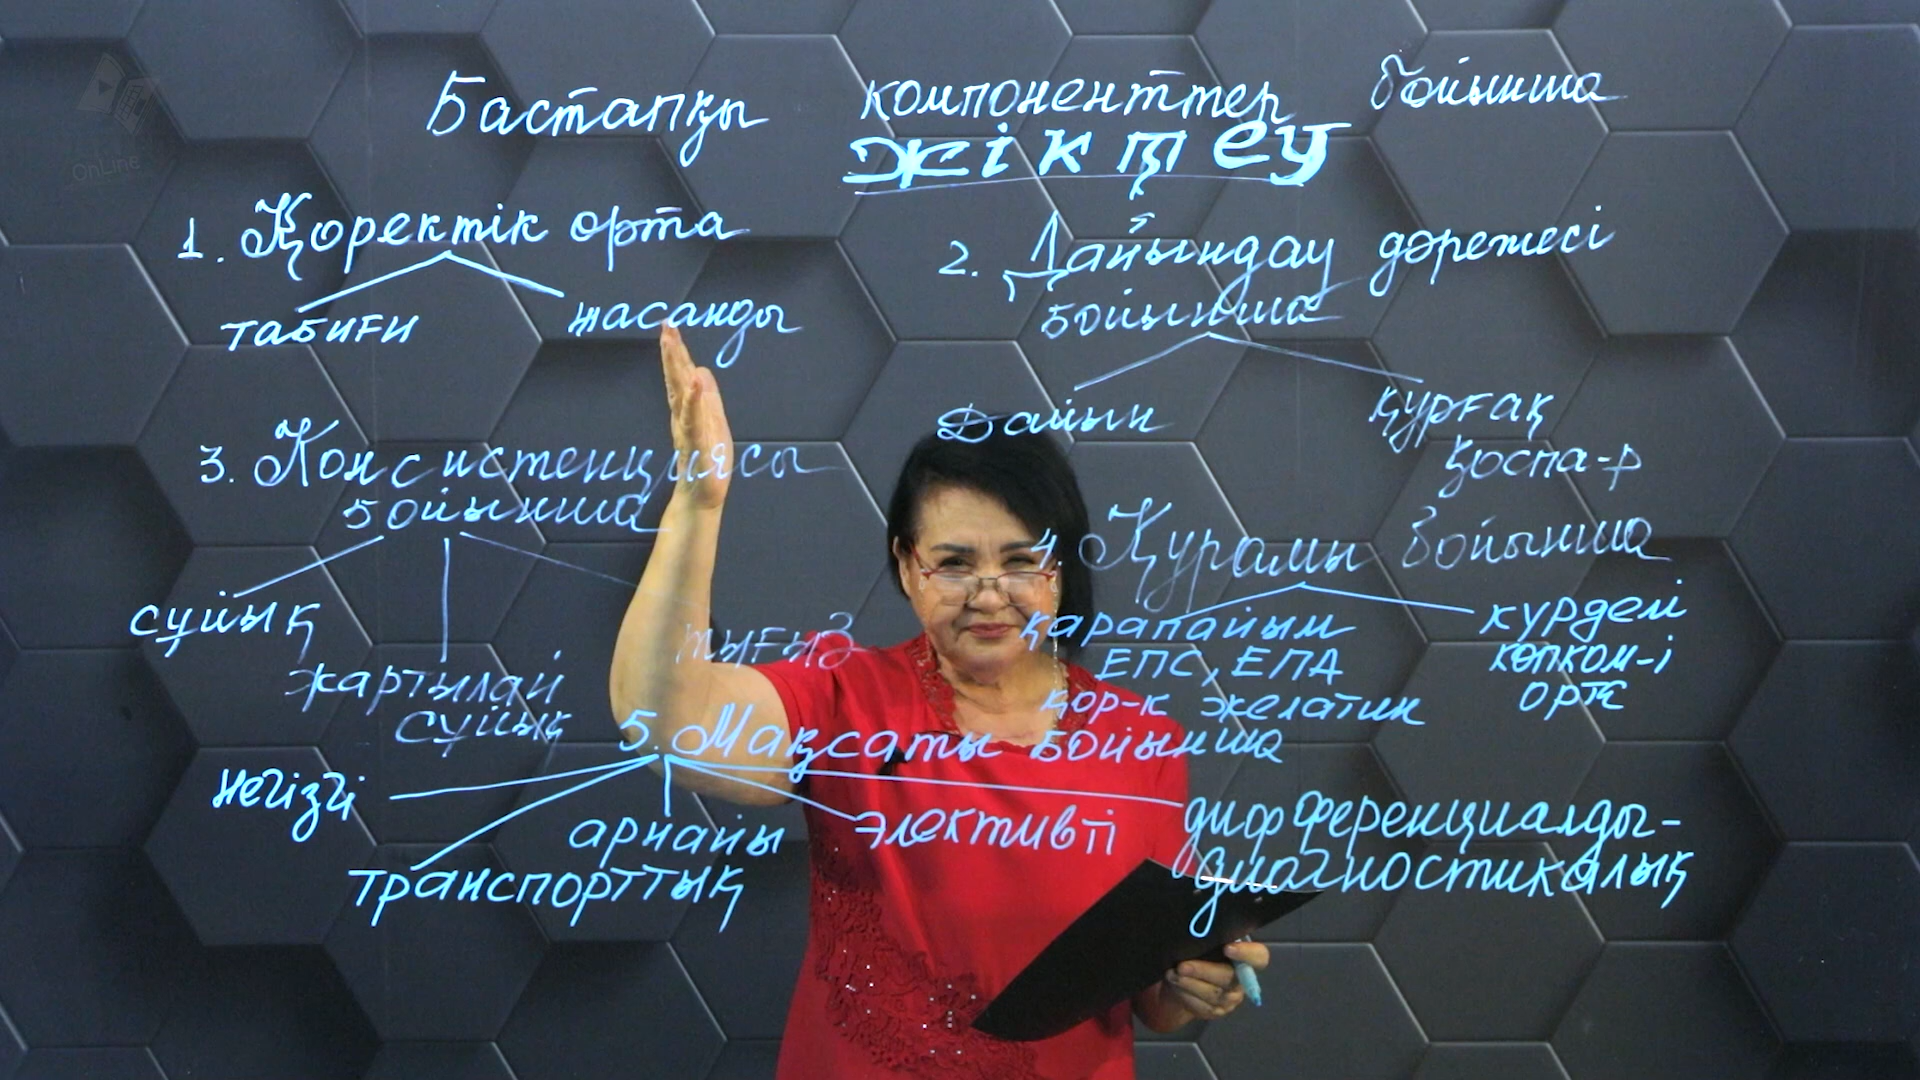 OnLine
Бастапқы компоненттер бойынша
жіктеу
1. Қоректік орта
табиғи
жасанды
2. Дайындау дәрежесі
бойынша
Дайын
құрғақ
қоспа-р
3. Консистенциясы
бойынша
сұйық
жартылай
сұйық
тығыз
4. Құрамы бойынша
қарапайым
ЕПС, ЕПА
қор-к желатин
күрделі
көпком-і
орта
5. Мақсаты бойынша
негізгі
транспорттық
арнайы
элективті
дифференциалды-
диагностикалық